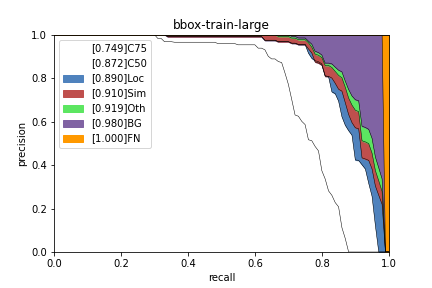 bbox-train-large
[0.749]C75
[0.872]C50
[0.890]Loc
[0.910]Sim
[0.919]Oth
[0.980]BG
[1.000]FN
precision
1.0
0.8
0.6
0.4
0.2
0.0
0.0 0.2 0.4 0.6 0.8 1.0
recall